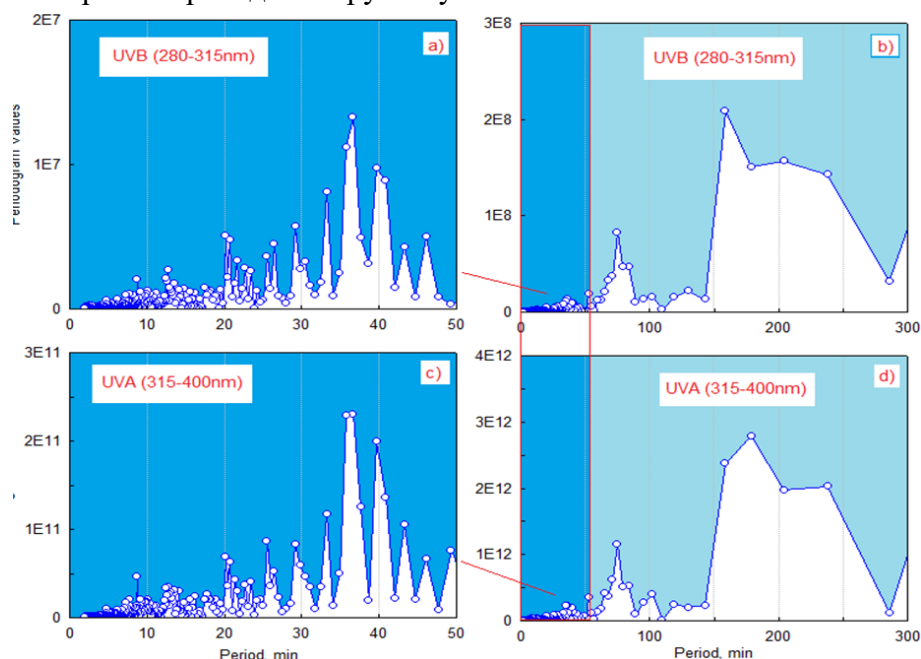 2E7
UVB (280-315nm)
a)
1E7
Periodogram Values
0
0 10 20 30 40 50
3E8
UVB (280-315nm)
b)
2E8
1E8
0
0 100 200 300
3E11
UVA (315-400nm)
c)
2E11
1E11
0
0 10 20 30 40 50
Period, min
4E12
UVA (315-400nm)
d)
3E12
2E12
1E12
0
0 100 200 300
Period, min